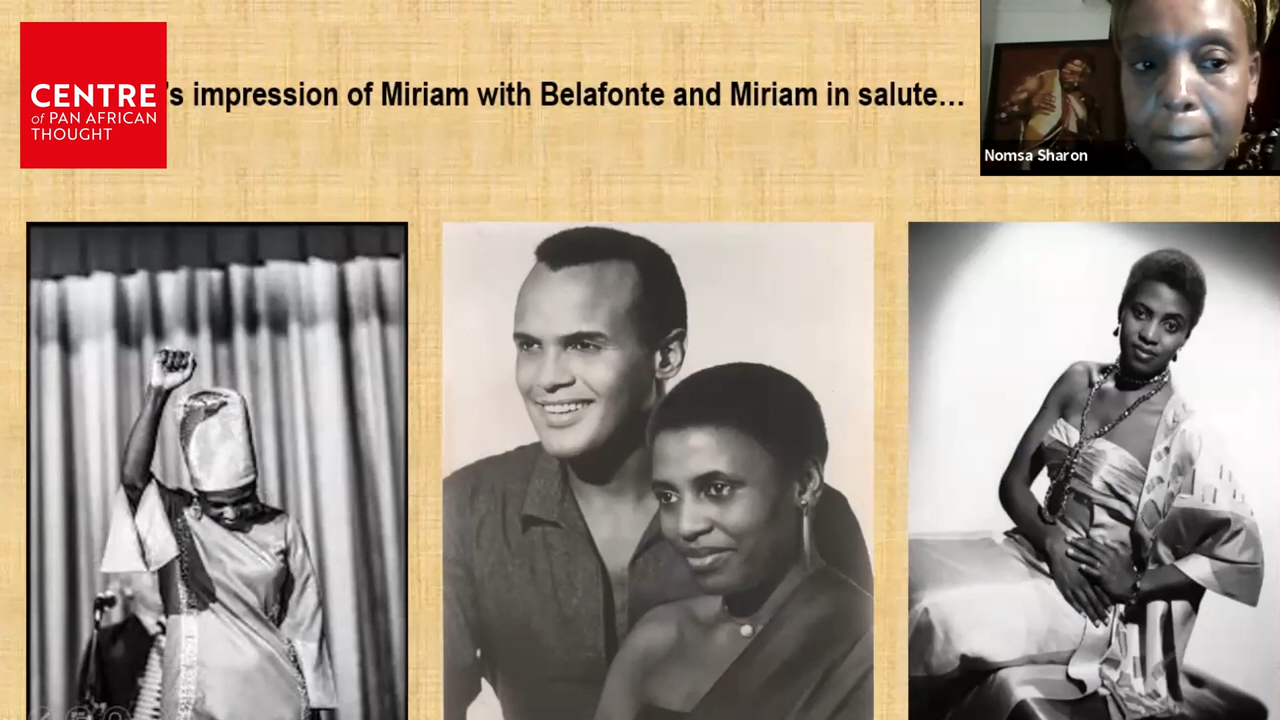 CENTRE
of PAN AFRICAN
THOUGHT
's impression of Miriam with Belafonte and Miriam in salute…
Nomsa Sharon